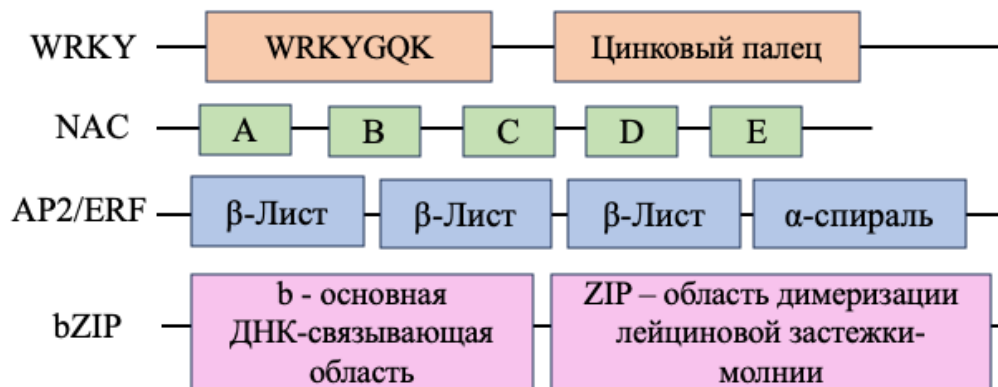 WRKY WRKYGQK Цинковый палец
NAC A B C D E
AP2/ERF β-Лист β-Лист β-Лист α-спираль
bZIP
b - основная
ДНК-связывающая
область
ZIP – область димеризации
лейциновой застежки-
молнии